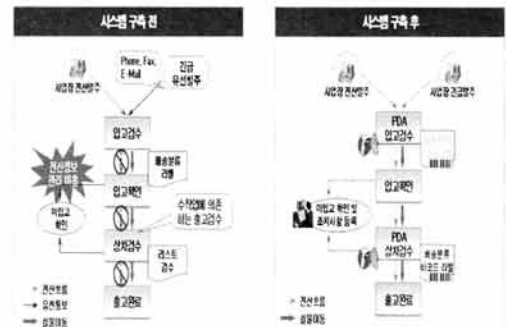 시스템 구축 전
Phone, Fax,
E-Mail
긴급
유선발주
사업장 전산발주
입고검수
배송분류
라벨
전산정보
관리 미흡
입고확인
미입고
확인
수작업에 의존
하는 출고검수
상차검수
리스트
검수
출고완료
전산흐름
유선통보
실물이동
시스템 구축 후
사업장 전산발주
사업장 긴급발주
PDA
입고검수
입고확인
미입고 확인 및
조치사항 등록
PDA
상차검수
배송분류
바코드 라벨
출고완료
전산흐름
실물이동